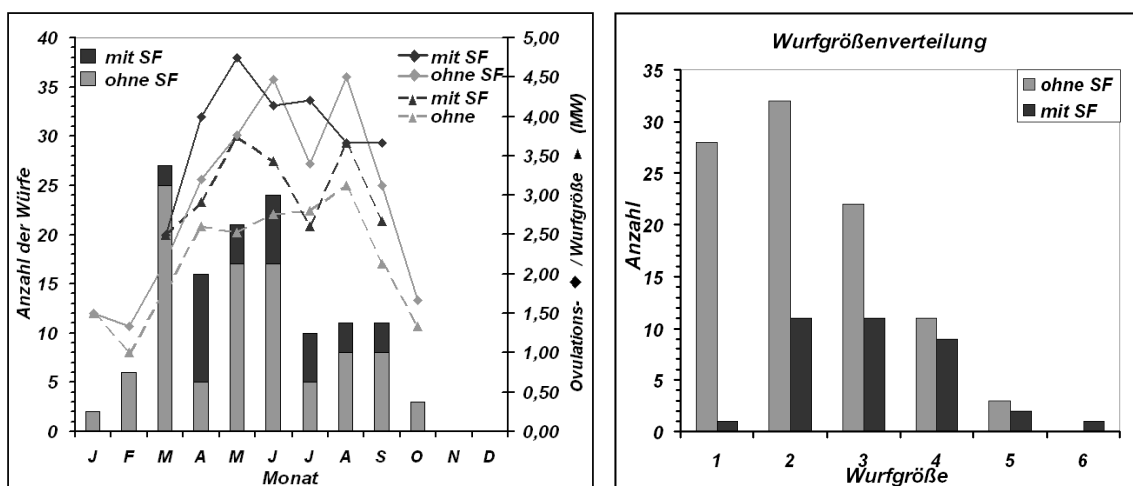 40
35
30
25
20
15
10
5
0
Anzahl der Würfe
mit SF
ohne SF
mit SF
ohne SF
mit SF
ohne
5,00
4,50
4,00
3,50
3,00
2,50
2,00
1,50
1,00
0,50
0,00
Ovulations- / Wurfgröße (MW)
J F M A M J J A S O N D
Monat
Wurfgrößenverteilung
35
30
25
20
15
10
5
0
Anzahl
ohne SF
mit SF
1 2 3 4 5 6
Wurfgröße